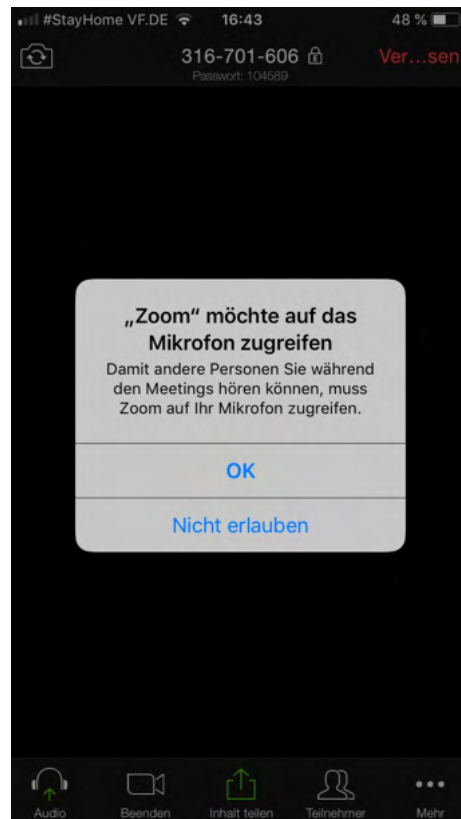 #StayHome VF.DE 16:43 48 %
316-701-606 Ver…sen
Passwort: 104589
„Zoom“ möchte auf das
Mikrofon zugreifen
Damit andere Personen Sie während
den Meetings hören können, muss
Zoom auf Ihr Mikrofon zugreifen.
OK
Nicht erlauben
Audio Beenden Inhalt teilen Teilnehmer Mehr